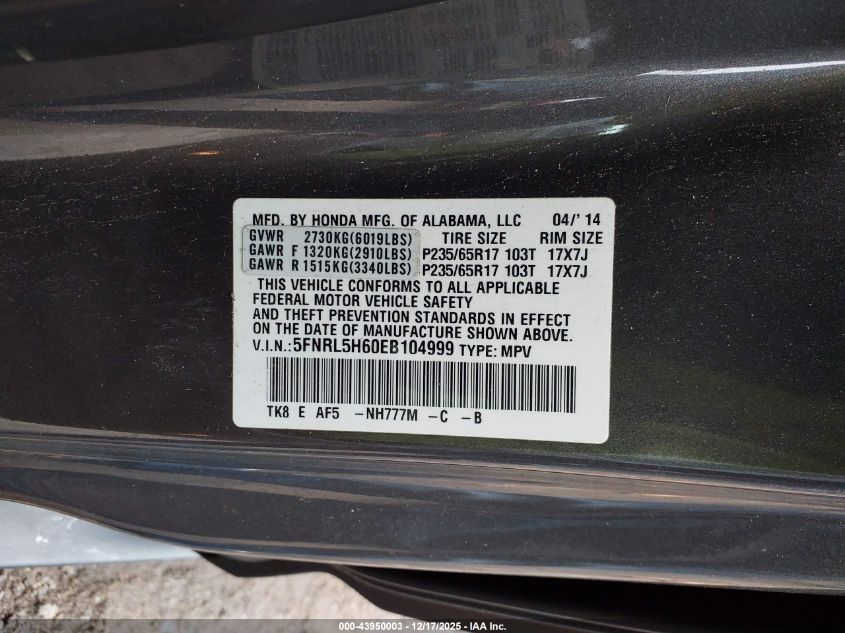 MFD. BY HONDA MFG. OF ALABAMA, LLC 04/' 14
GVWR 2730KG(6019LBS) TIRE SIZE RIM SIZE
GAWR F 1320KG(2910LBS) P235/65R17 103T 17X7J
GAWR R 1515KG(3340LBS) P235/65R17 103T 17X7J
THIS VEHICLE CONFORMS TO ALL APPLICABLE
FEDERAL MOTOR VEHICLE SAFETY
AND THEFT PREVENTION STANDARDS IN EFFECT
ON THE DATE OF MANUFACTURE SHOWN ABOVE.
V.I.N.:5FNRL5H60EB104999 TYPE: MPV
TK8 E AF5 -NH777M -C -B
000-43950003 - 12/17/2025 - IAA Inc.